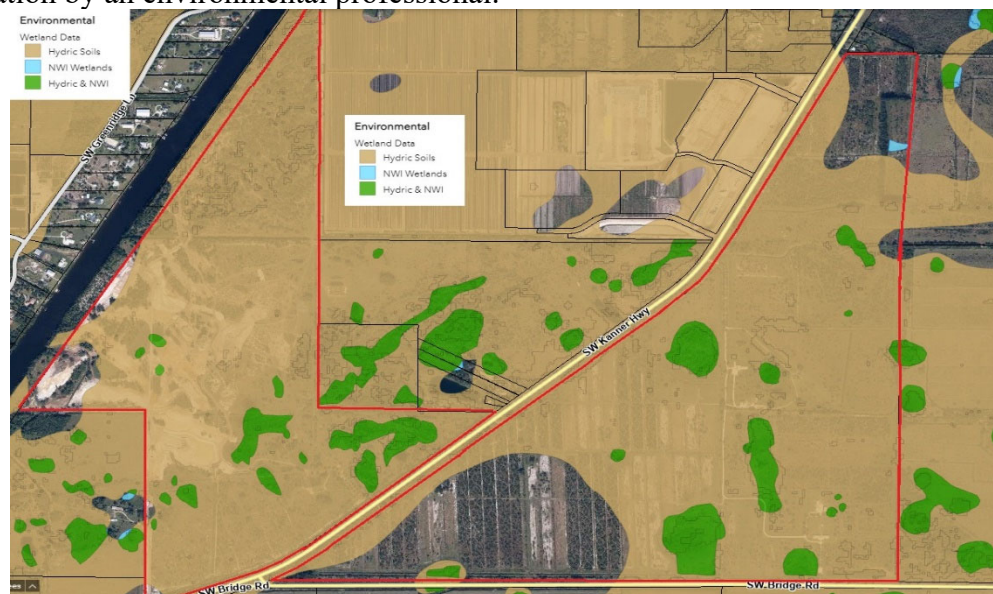 ation by an environmental professional.
Environmental
Wetland Data
Hydric Soils
NWI Wetlands
Hydric & NWI
SW Greenridge Ln
Environmental
Wetland Data
Hydric Soils
NWI Wetlands
Hydric & NWI
SW Kanner Hwy
SW Bridge Rd
SW Bridge Rd